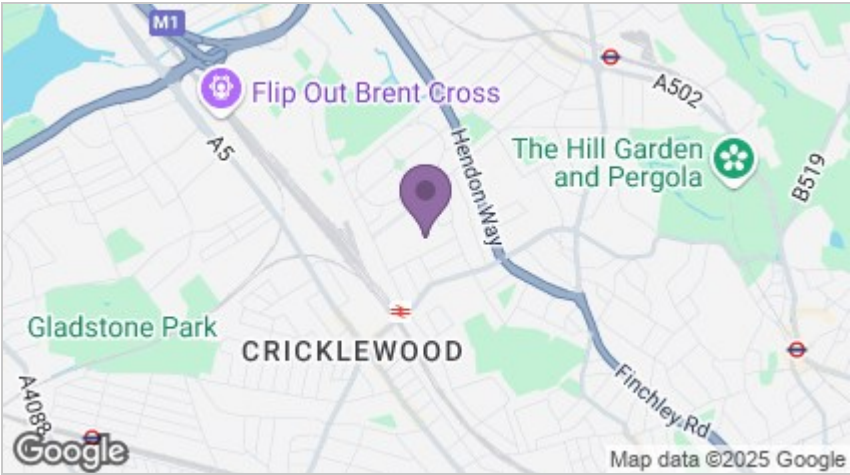 M1
Flip Out Brent Cross
A502
A5
Hendon Way
The Hill Garden
and Pergola
B519
Gladstone Park
CRICKLEWOOD
Finchley Rd
A4088
Google
Map data ©2025 Google